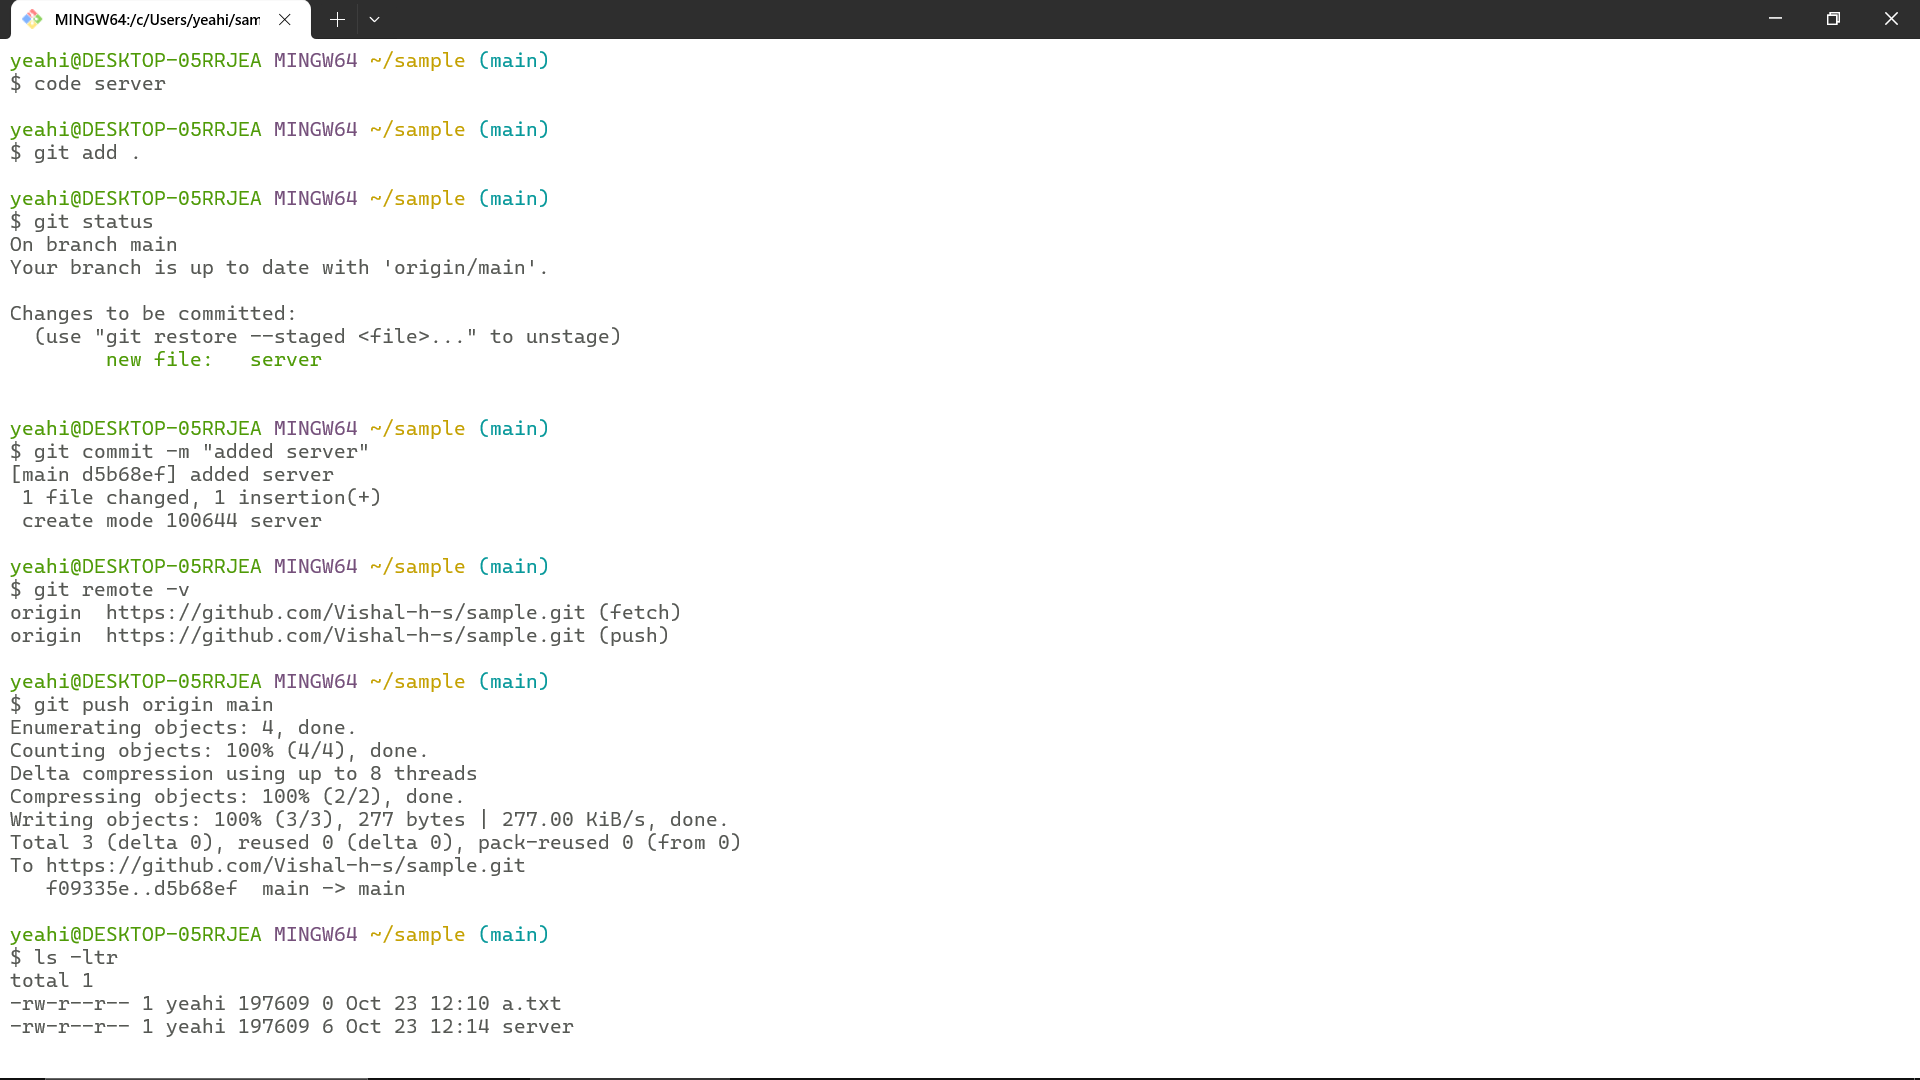 MINGW64:/c/Users/yeahi/sam
yeahi@DESKTOP-05RRJEA MINGW64 ~/sample (main)
$ code server
yeahi@DESKTOP-05RRJEA MINGW64 ~/sample (main)
$ git add .
yeahi@DESKTOP-05RRJEA MINGW64 ~/sample (main)
$ git status
On branch main
Your branch is up to date with 'origin/main'.
Changes to be committed:
  (use "git restore --staged <file>..." to unstage)
        new file:   server
yeahi@DESKTOP-05RRJEA MINGW64 ~/sample (main)
$ git commit -m "added server"
[main d5b68ef] added server
 1 file changed, 1 insertion(+)
 create mode 100644 server
yeahi@DESKTOP-05RRJEA MINGW64 ~/sample (main)
$ git remote -v
origin  https://github.com/Vishal-h-s/sample.git (fetch)
origin  https://github.com/Vishal-h-s/sample.git (push)
yeahi@DESKTOP-05RRJEA MINGW64 ~/sample (main)
$ git push origin main
Enumerating objects: 4, done.
Counting objects: 100% (4/4), done.
Delta compression using up to 8 threads
Compressing objects: 100% (2/2), done.
Writing objects: 100% (3/3), 277 bytes | 277.00 KiB/s, done.
Total 3 (delta 0), reused 0 (delta 0), pack-reused 0 (from 0)
To https://github.com/Vishal-h-s/sample.git
   f09335e..d5b68ef  main -> main
yeahi@DESKTOP-05RRJEA MINGW64 ~/sample (main)
$ ls -ltr
total 1
-rw-r--r-- 1 yeahi 197609 0 Oct 23 12:10 a.txt
-rw-r--r-- 1 yeahi 197609 6 Oct 23 12:14 server